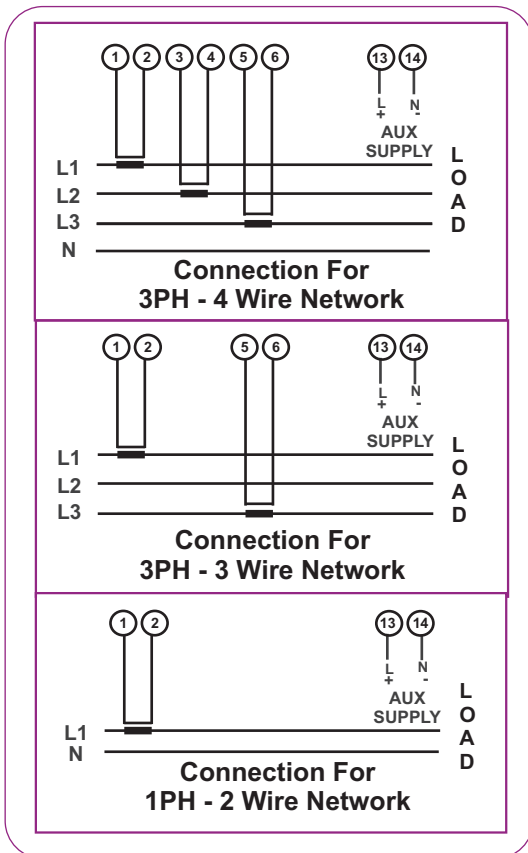 1 2 3 4 5 6 13 14
L N
+ -
AUX
SUPPLY
L1
L2
L3
N
L
O
A
D
Connection For
3PH - 4 Wire Network
1 2 5 6 13 14
L N
+ -
AUX
SUPPLY
L1
L2
L3
L
O
A
D
Connection For
3PH - 3 Wire Network
1 2 13 14
L N
+ -
AUX
SUPPLY
L1
N
L
O
A
D
Connection For
1PH - 2 Wire Network